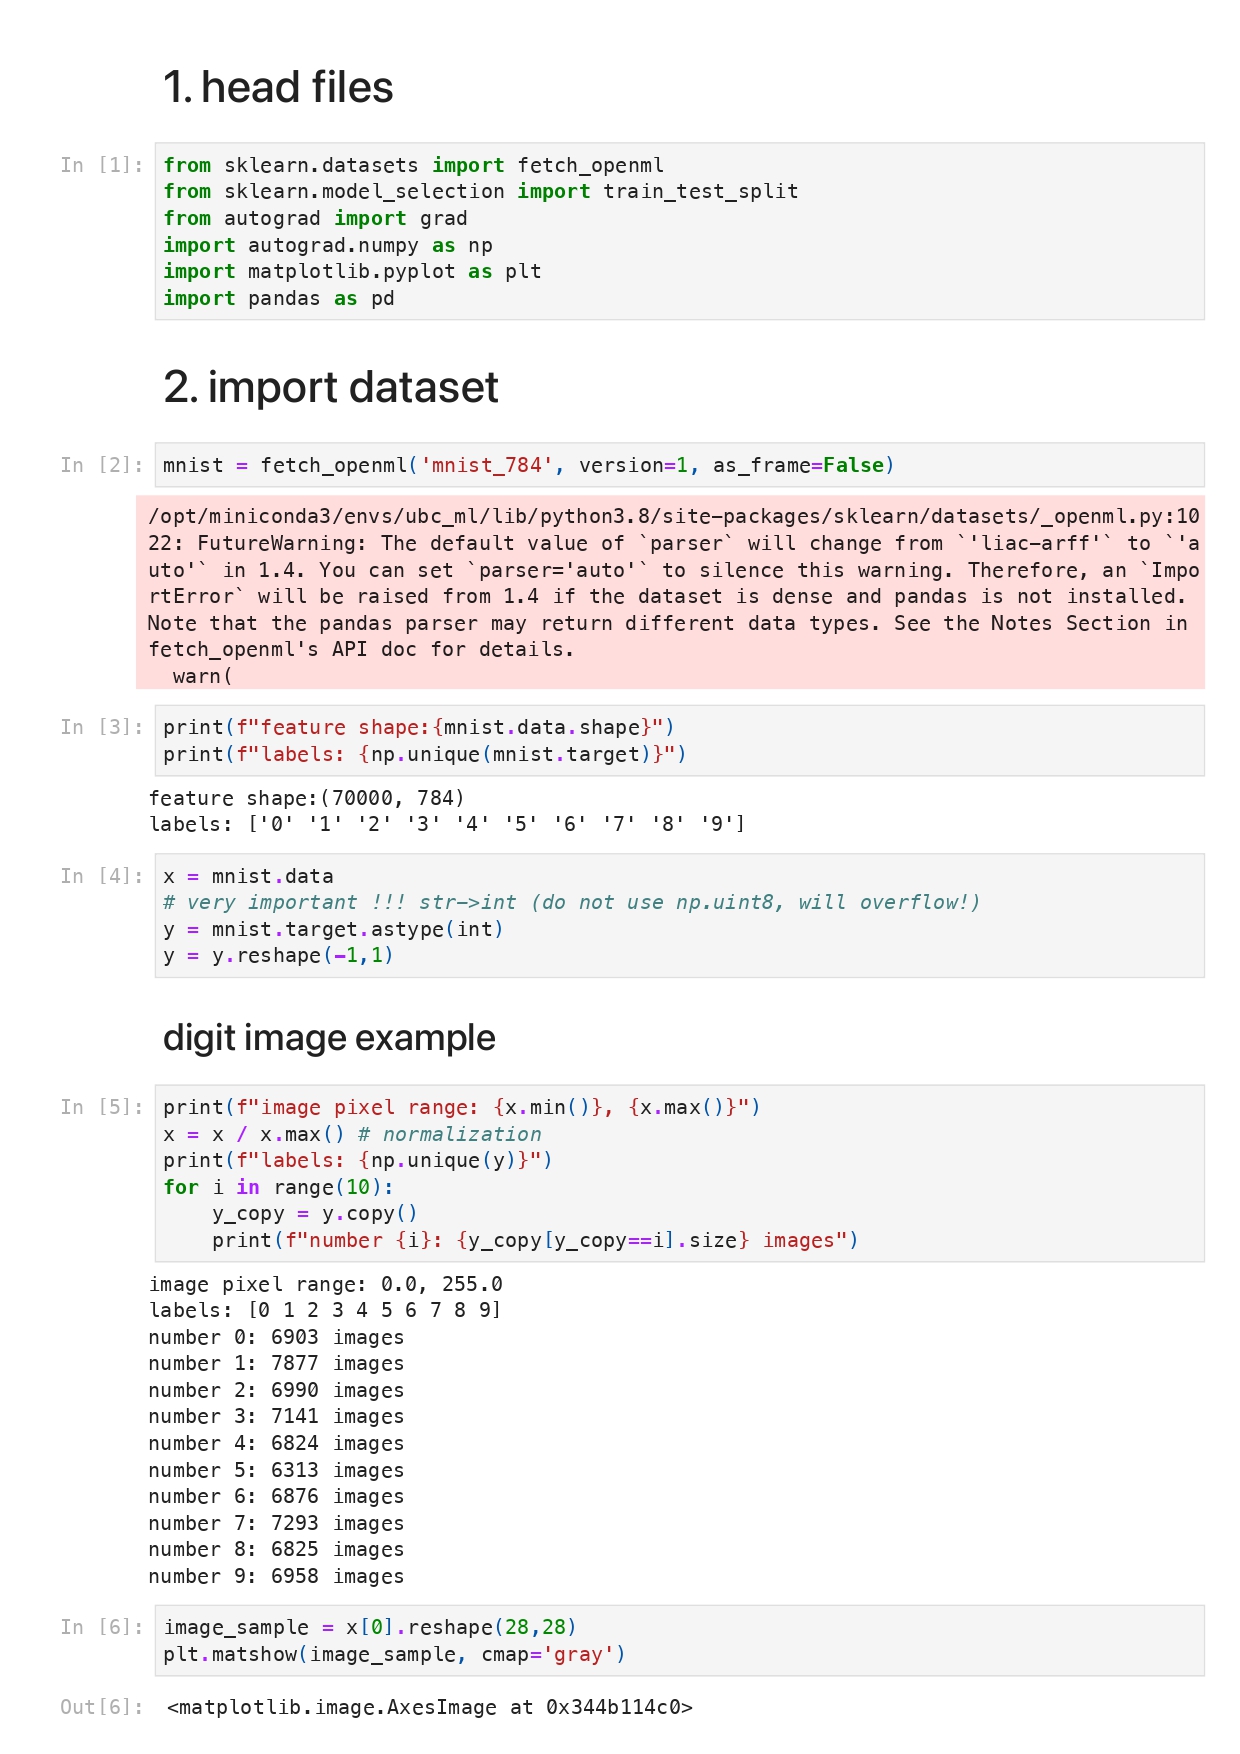 1. head files
In [1]: from sklearn.datasets import fetch_openml
from sklearn.model_selection import train_test_split
from autograd import grad
import autograd.numpy as np
import matplotlib.pyplot as plt
import pandas as pd
2. import dataset
In [2]: mnist = fetch_openml('mnist_784', version=1, as_frame=False)
/opt/miniconda3/envs/ubc_ml/lib/python3.8/site-packages/sklearn/datasets/_openml.py:10
22: FutureWarning: The default value of `parser` will change from `'liac-arff'` to `'a
uto'` in 1.4. You can set `parser='auto'` to silence this warning. Therefore, an `Impo
rtError` will be raised from 1.4 if the dataset is dense and pandas is not installed.
Note that the pandas parser may return different data types. See the Notes Section in
fetch_openml's API doc for details.
  warn(
In [3]: print(f"feature shape:{mnist.data.shape}")
print(f"labels: {np.unique(mnist.target)}")
feature shape:(70000, 784)
labels: ['0' '1' '2' '3' '4' '5' '6' '7' '8' '9']
In [4]: x = mnist.data
# very important !!! str->int (do not use np.uint8, will overflow!)
y = mnist.target.astype(int)
y = y.reshape(-1,1)
digit image example
In [5]: print(f"image pixel range: {x.min()}, {x.max()}")
x = x / x.max() # normalization
print(f"labels: {np.unique(y)}")
for i in range(10):
    y_copy = y.copy()
    print(f"number {i}: {y_copy[y_copy==i].size} images")
image pixel range: 0.0, 255.0
labels: [0 1 2 3 4 5 6 7 8 9]
number 0: 6903 images
number 1: 7877 images
number 2: 6990 images
number 3: 7141 images
number 4: 6824 images
number 5: 6313 images
number 6: 6876 images
number 7: 7293 images
number 8: 6825 images
number 9: 6958 images
In [6]: image_sample = x[0].reshape(28,28)
plt.matshow(image_sample, cmap='gray')
Out[6]: <matplotlib.image.AxesImage at 0x344b114c0>